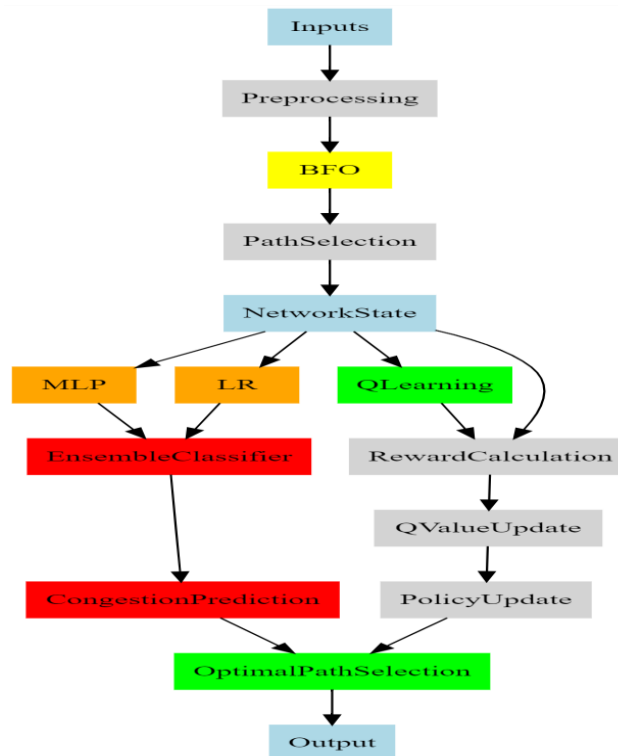 Inputs
Preprocessing
BFO
PathSelection
NetworkState
MLP
LR
QLearning
EnsembleClassifier
RewardCalculation
QValueUpdate
CongestionPrediction
PolicyUpdate
OptimalPathSelection
Output